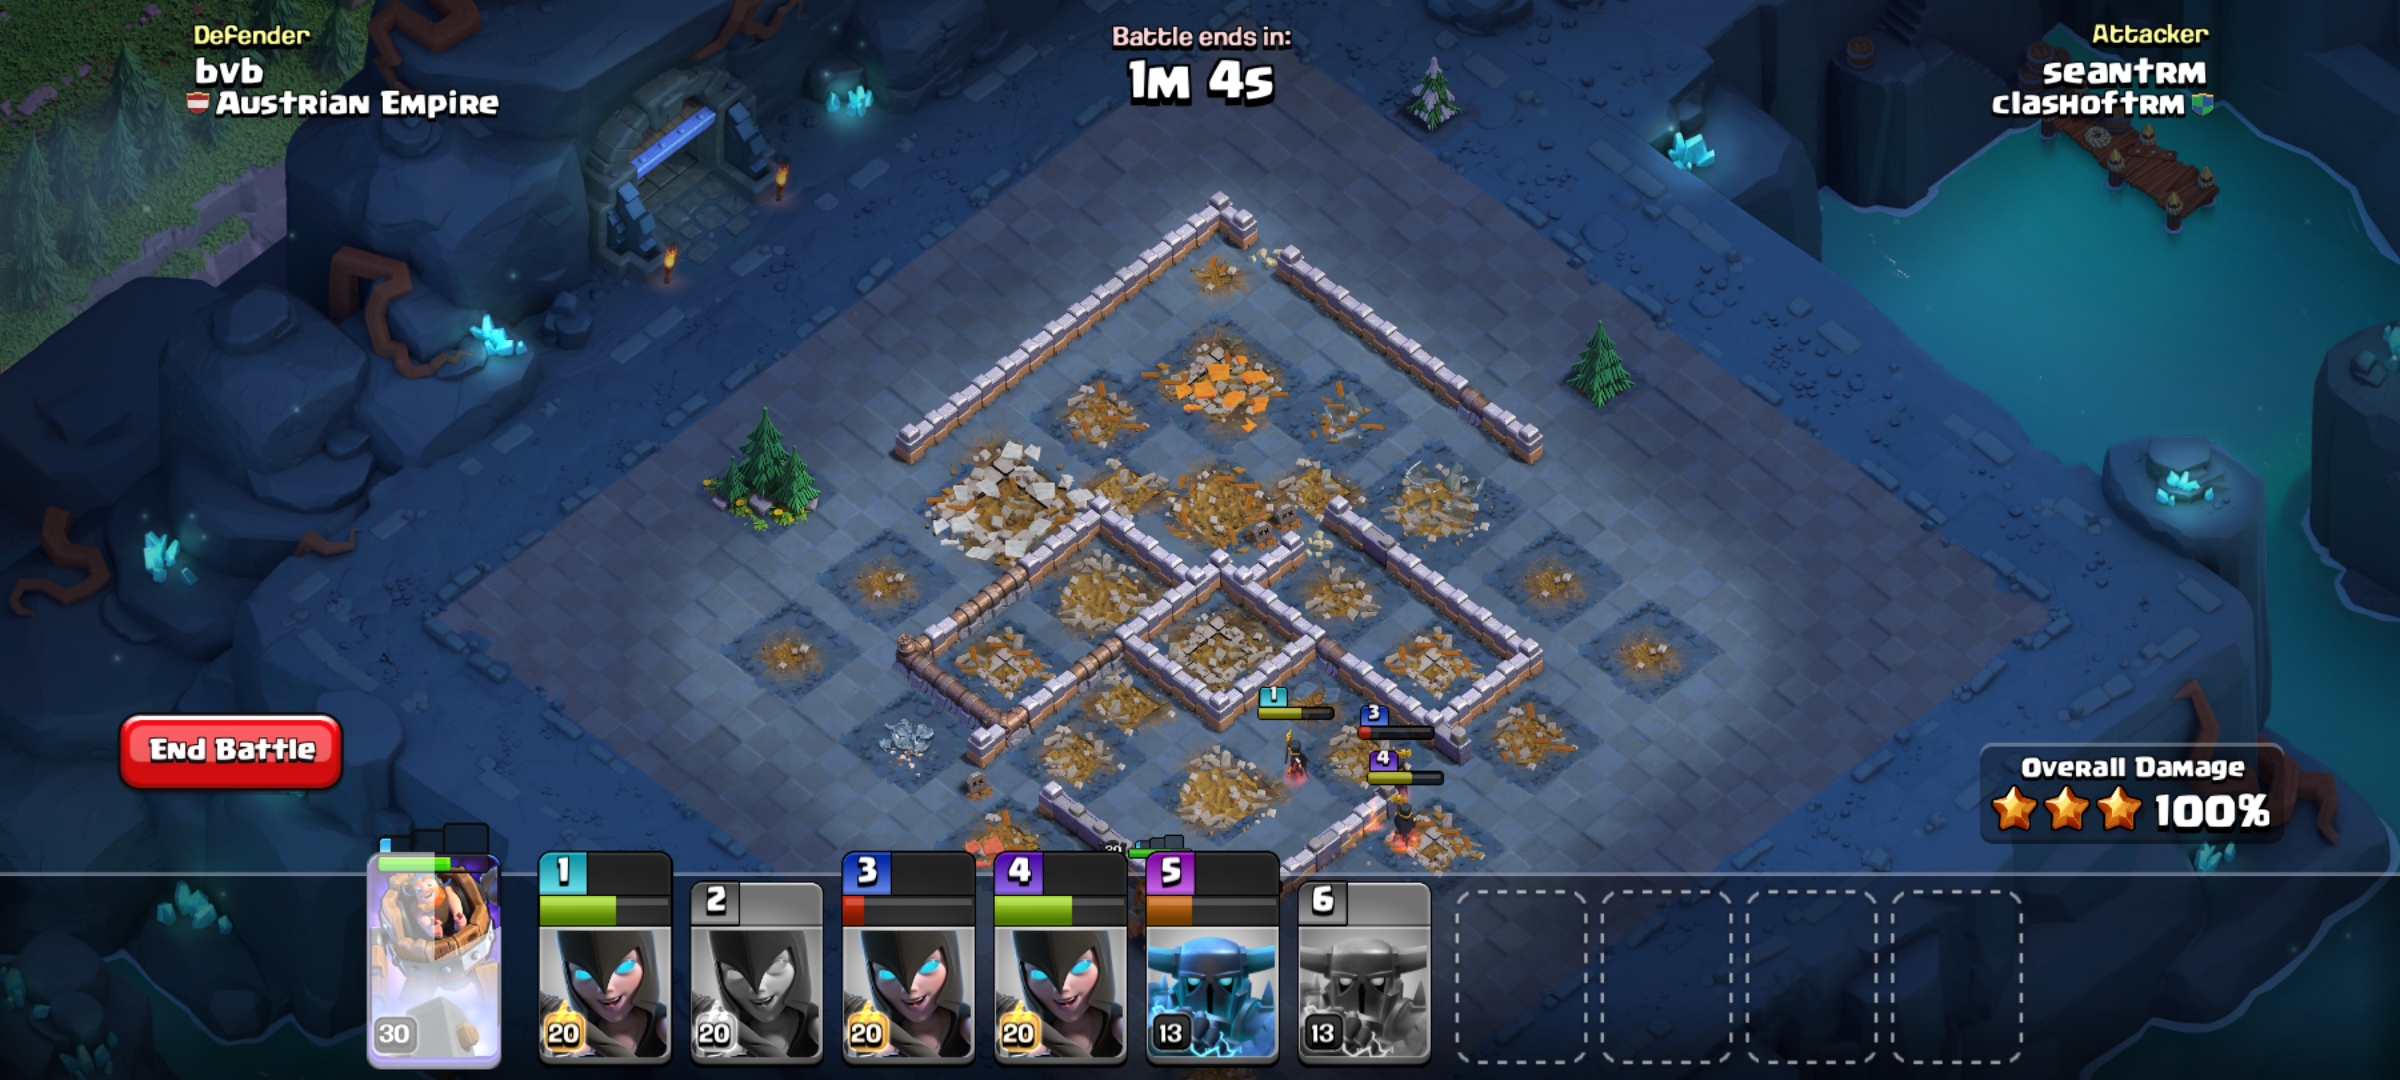 Defender
bvb
Austrian Empire
Battle ends in:
1M 4s
Attacker
seantrm
clashoftrm
1
3
4
End Battle
Overall Damage
100%
30
30
1
20
2
20
3
20
4
20
5
13
6
13